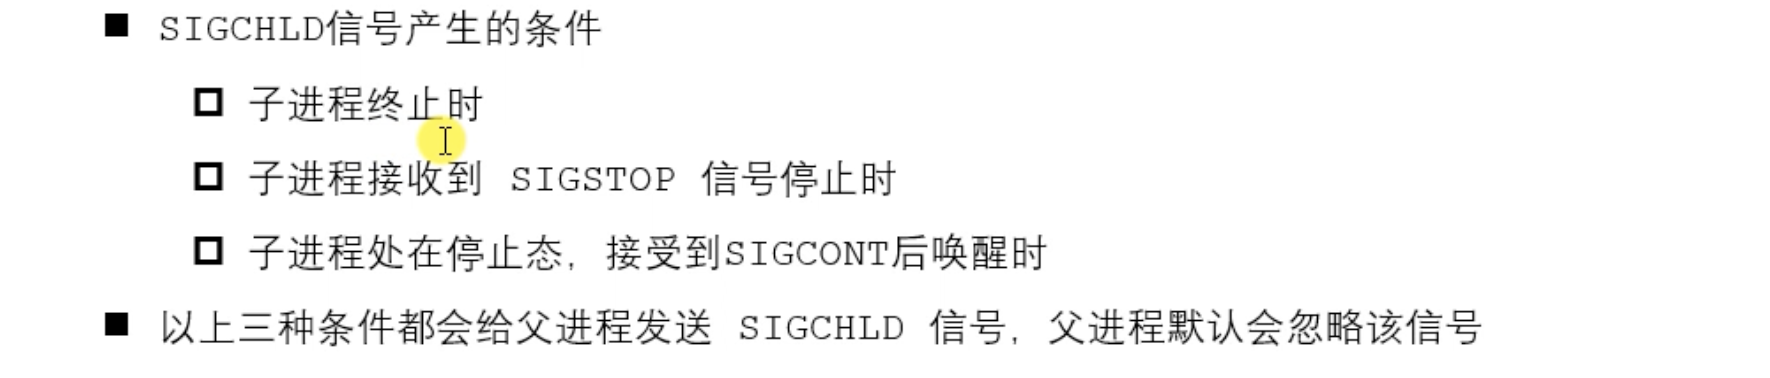 SIGCHLD信号产生的条件
子进程终止时
子进程接收到 SIGSTOP 信号停止时
子进程处在停止态，接受到SIGCONT后唤醒时
以上三种条件都会给父进程发送 SIGCHLD 信号，父进程默认会忽略该信号